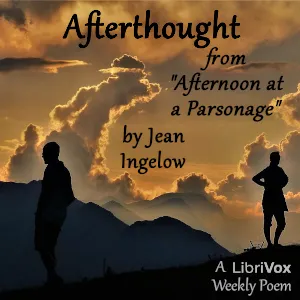 Afterthought
from
"Afternoon at
a Parsonage"
by Jean
Ingelow
A LibriVox
Weekly Poem